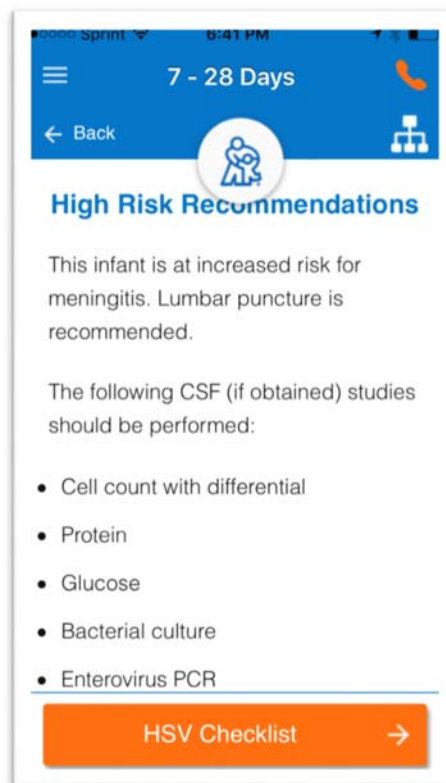 Sprint
6:41 PM
7 - 28 Days
← Back
High Risk Recommendations
This infant is at increased risk for
meningitis. Lumbar puncture is
recommended.
The following CSF (if obtained) studies
should be performed:
• Cell count with differential
• Protein
• Glucose
• Bacterial culture
• Enterovirus PCR
HSV Checklist →